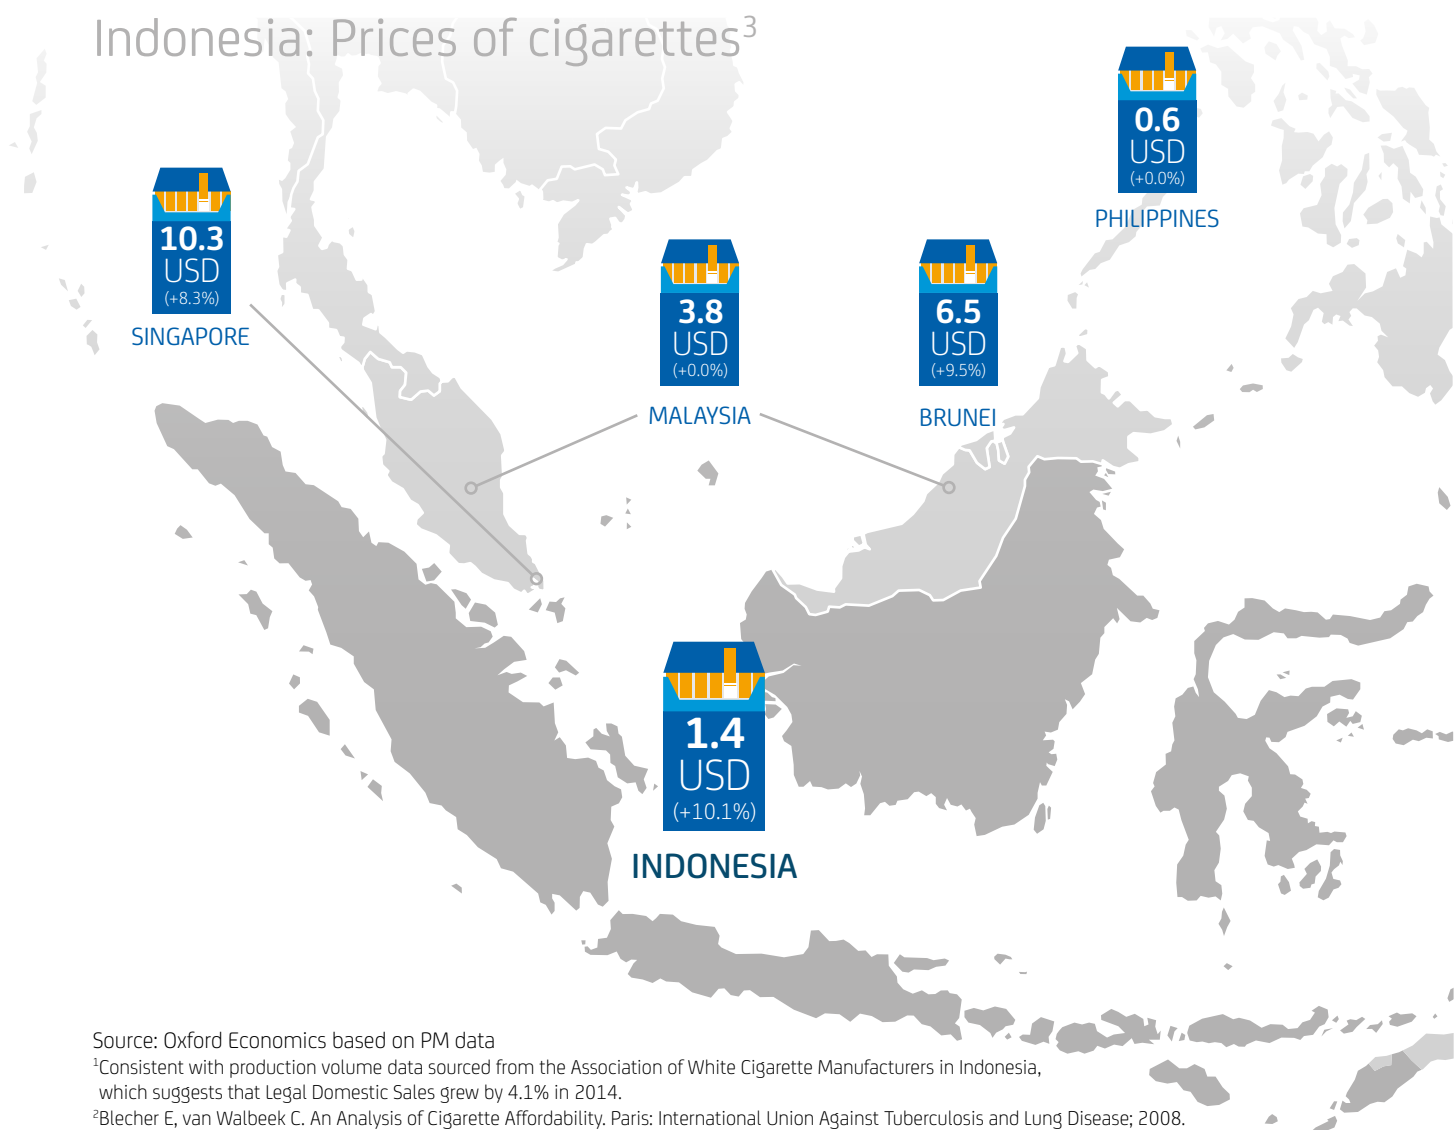 Indonesia: Prices of cigarettes³
0.6
USD
(+0.0%)
PHILIPPINES
10.3
USD
(+8.3%)
SINGAPORE
3.8
USD
(+0.0%)
MALAYSIA
6.5
USD
(+9.5%)
BRUNEI
1.4
USD
(+10.1%)
INDONESIA
Source: Oxford Economics based on PM data
¹Consistent with production volume data sourced from the Association of White Cigarette Manufacturers in Indonesia,
which suggests that Legal Domestic Sales grew by 4.1% in 2014.
²Blecher E, van Walbeek C. An Analysis of Cigarette Affordability. Paris: International Union Against Tuberculosis and Lung Disease; 2008.